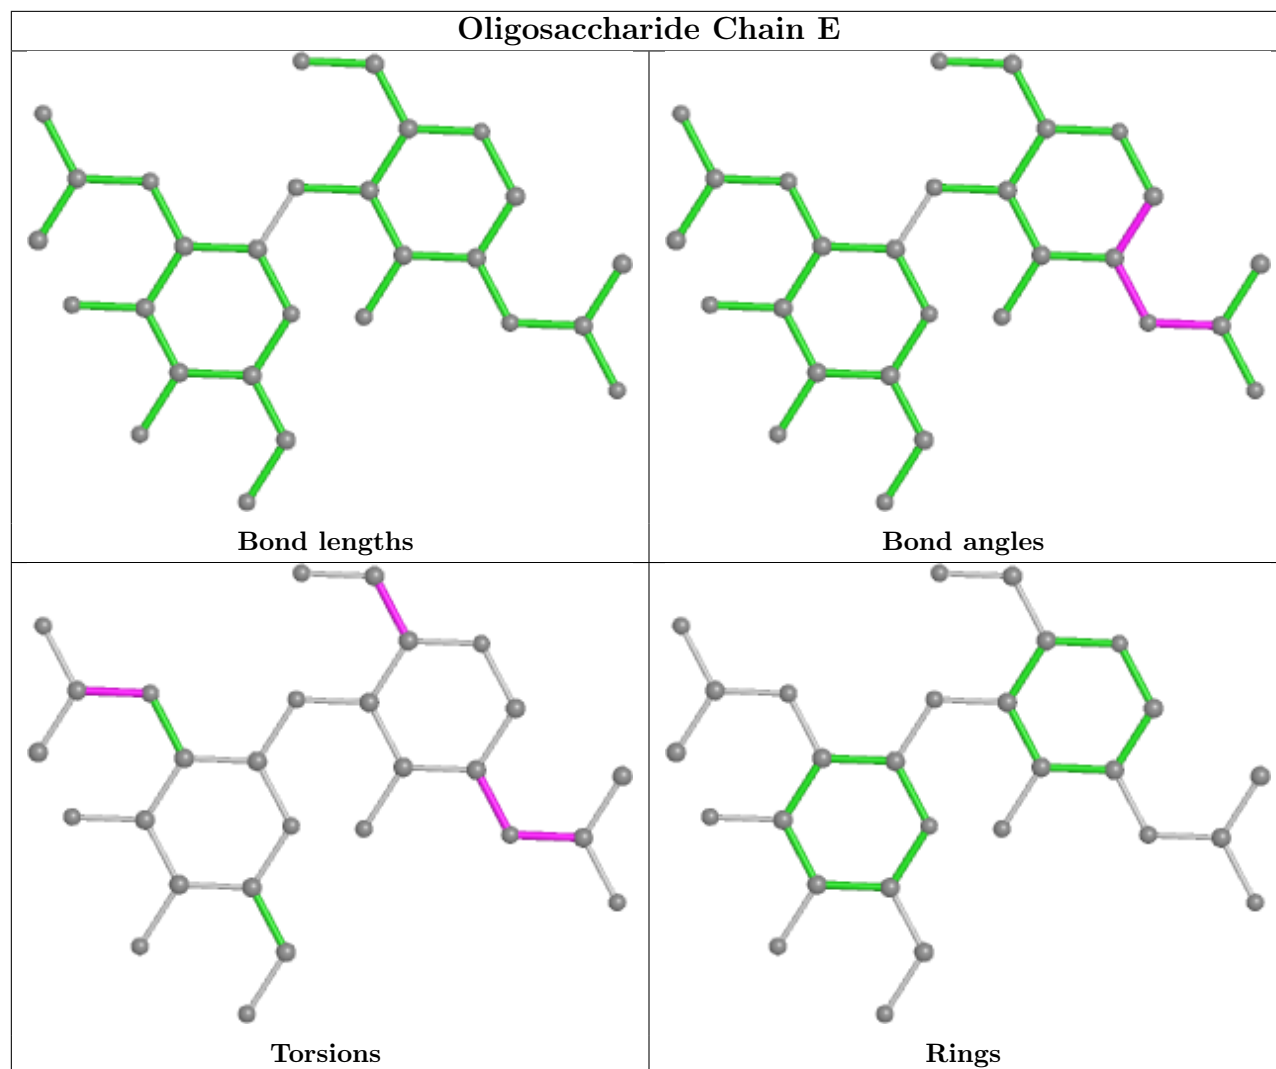 Oligosaccharide Chain E
Bond lengths
Bond angles
Torsions
Rings